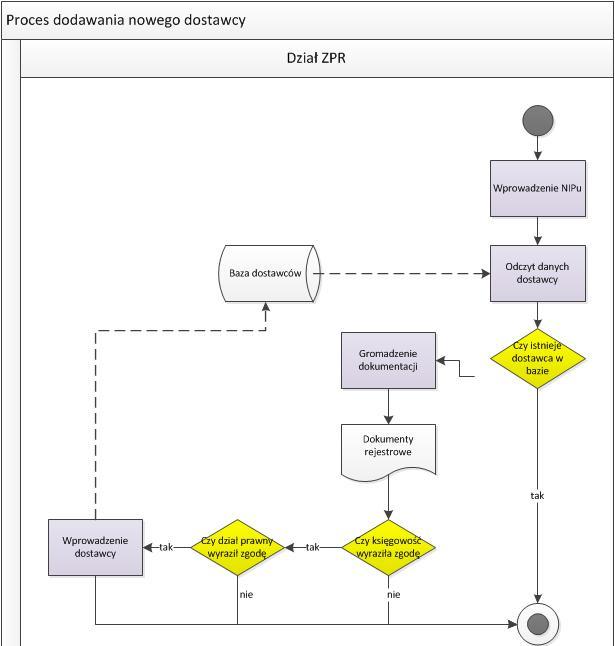 Proces dodawania nowego dostawcy
Dział ZPR
Wprowadzenie NIPu
Baza dostawców
Odczyt danych
dostawcy
Gromadzenie
dokumentacji
Czy istnieje
dostawca w
bazie
Dokumenty
rejestrowe
tak
Wprowadzenie
dostawcy
tak
Czy dział prawny
wyraził zgodę
tak
Czy księgowość
wyraziła zgodę
nie
nie